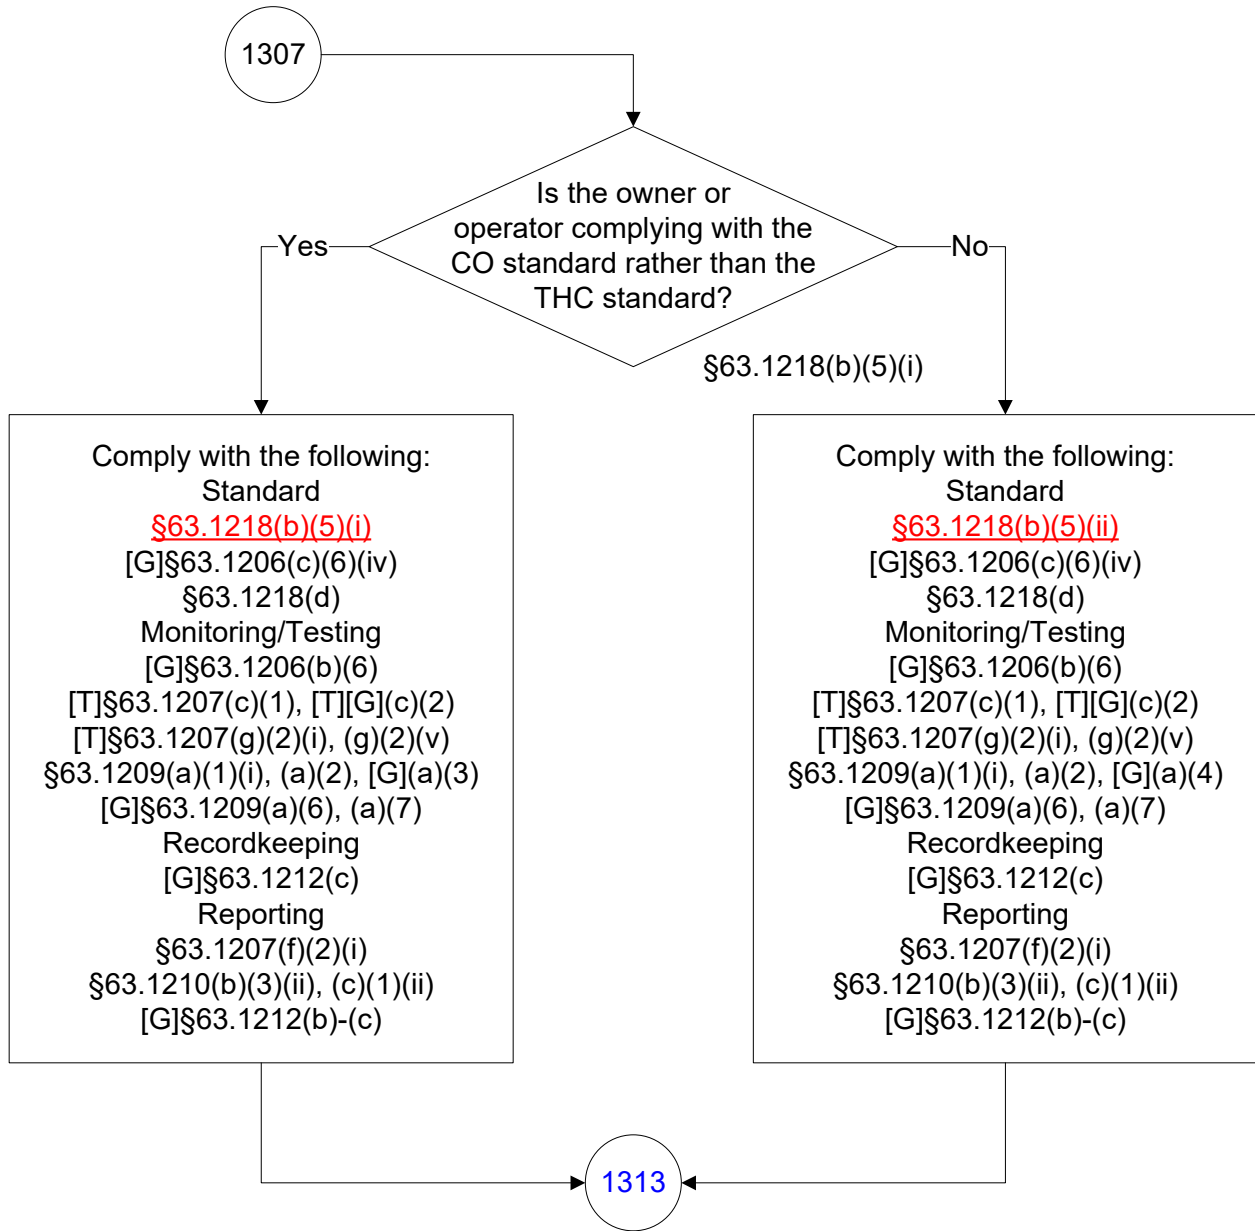 1307
Is the owner or
operator complying with the
CO standard rather than the
THC standard?
Yes
No
§63.1218(b)(5)(i)
Comply with the following:
Standard
§63.1218(b)(5)(i)
[G]§63.1206(c)(6)(iv)
§63.1218(d)
Monitoring/Testing
[G]§63.1206(b)(6)
[T]§63.1207(c)(1), [T][G](c)(2)
[T]§63.1207(g)(2)(i), (g)(2)(v)
§63.1209(a)(1)(i), (a)(2), [G](a)(3)
[G]§63.1209(a)(6), (a)(7)
Recordkeeping
[G]§63.1212(c)
Reporting
§63.1207(f)(2)(i)
§63.1210(b)(3)(ii), (c)(1)(ii)
[G]§63.1212(b)-(c)
Comply with the following:
Standard
§63.1218(b)(5)(ii)
[G]§63.1206(c)(6)(iv)
§63.1218(d)
Monitoring/Testing
[G]§63.1206(b)(6)
[T]§63.1207(c)(1), [T][G](c)(2)
[T]§63.1207(g)(2)(i), (g)(2)(v)
§63.1209(a)(1)(i), (a)(2), [G](a)(4)
[G]§63.1209(a)(6), (a)(7)
Recordkeeping
[G]§63.1212(c)
Reporting
§63.1207(f)(2)(i)
§63.1210(b)(3)(ii), (c)(1)(ii)
[G]§63.1212(b)-(c)
1313